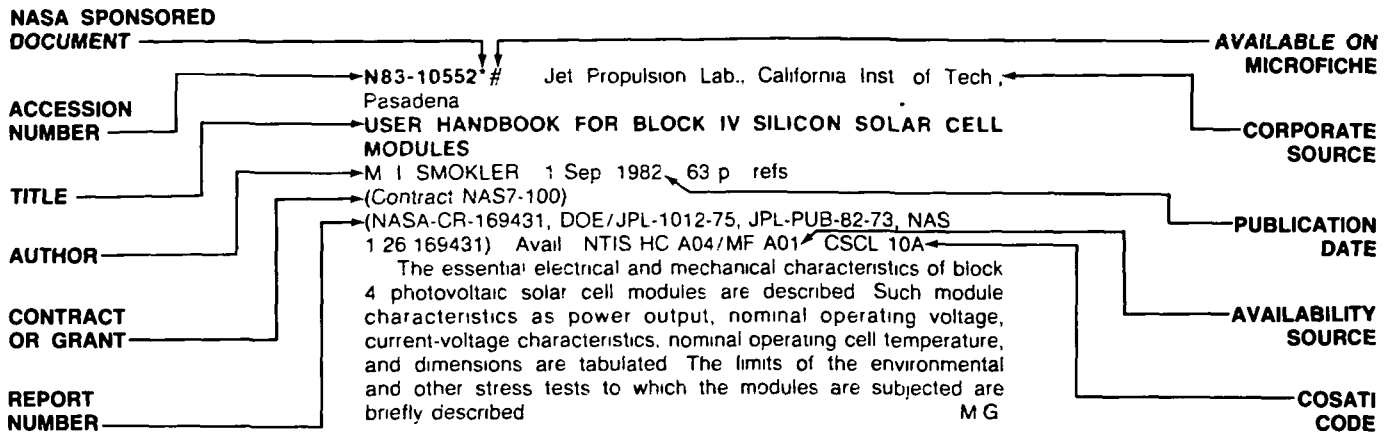 NASA SPONSORED
DOCUMENT
ACCESSION
NUMBER
TITLE
AUTHOR
CONTRACT
OR GRANT
REPORT
NUMBER
N83-10552*# Jet Propulsion Lab., California Inst of Tech,
Pasadena
USER HANDBOOK FOR BLOCK IV SILICON SOLAR CELL
MODULES
M I SMOKLER 1 Sep 1982 63 p refs
(Contract NAS7-100)
(NASA-CR-169431, DOE/JPL-1012-75, JPL-PUB-82-73, NAS
1 26 169431) Avail NTIS HC A04/MF A01 CSCL 10A
The essential electrical and mechanical characteristics of block
4 photovoltaic solar cell modules are described Such module
characteristics as power output, nominal operating voltage,
current-voltage characteristics, nominal operating cell temperature,
and dimensions are tabulated The limits of the environmental
and other stress tests to which the modules are subjected are
briefly described M G
AVAILABLE ON
MICROFICHE
CORPORATE
SOURCE
PUBLICATION
DATE
AVAILABILITY
SOURCE
COSATI
CODE